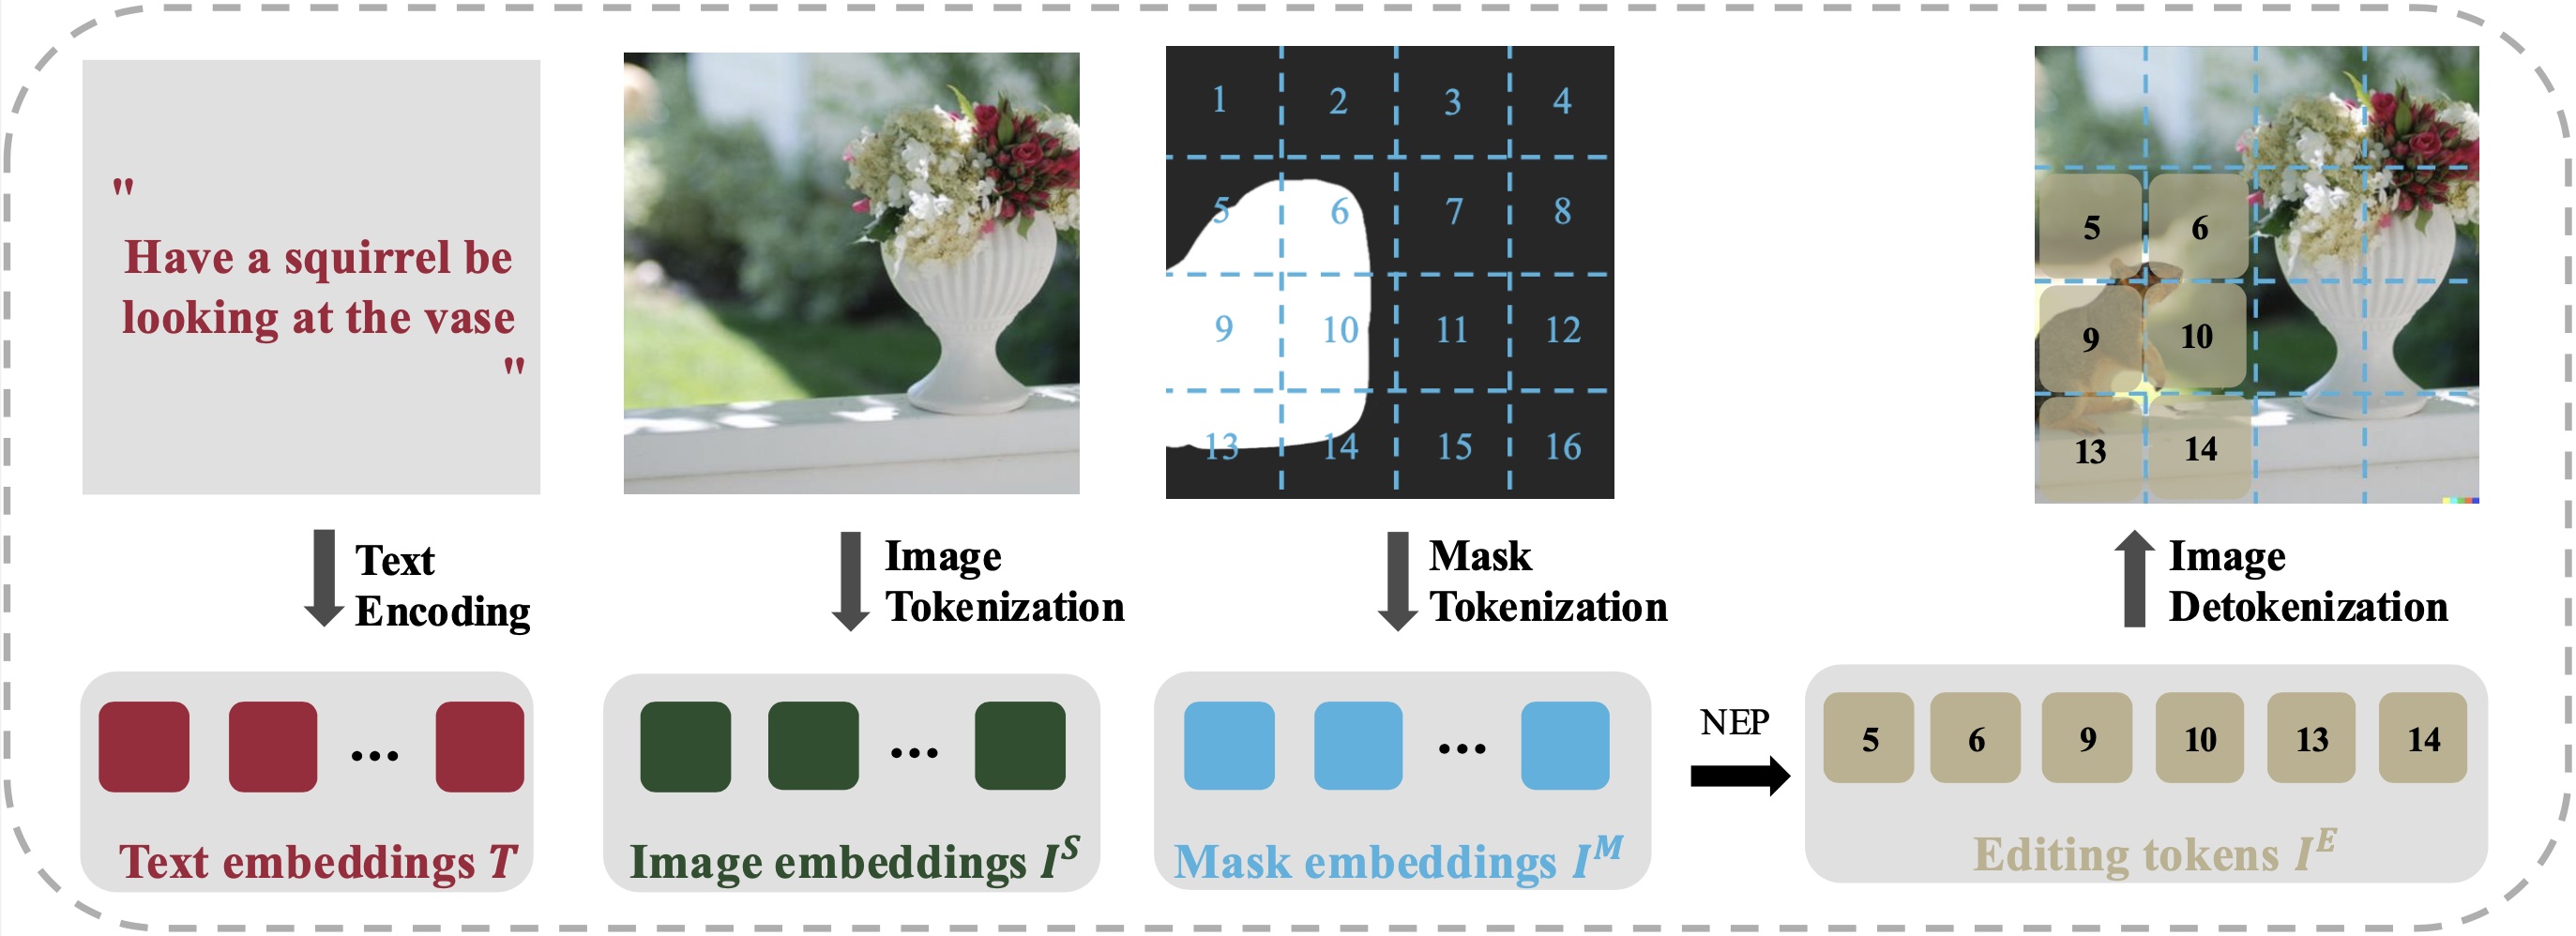 "
Have a squirrel be
looking at the vase
"
1 2 3 4
5 6 7 8
9 10 11 12
13 14 15 16
5 6
9 10
13 14
Text
Encoding
Image
Tokenization
Mask
Tokenization
Image
Detokenization
NEP
... ... ...
5 6 9 10 13 14
Text embeddings T
Image embeddings I^S
Mask embeddings I^M
Editing tokens I^E